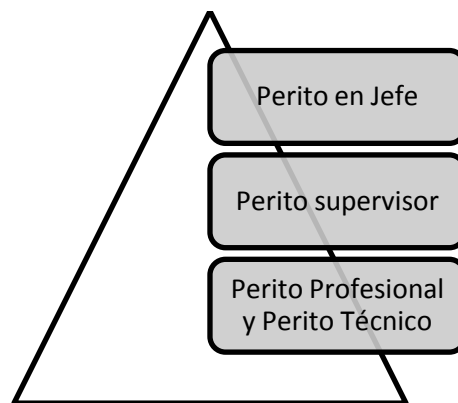 Perito en Jefe
Perito supervisor
Perito Profesional
y Perito Técnico